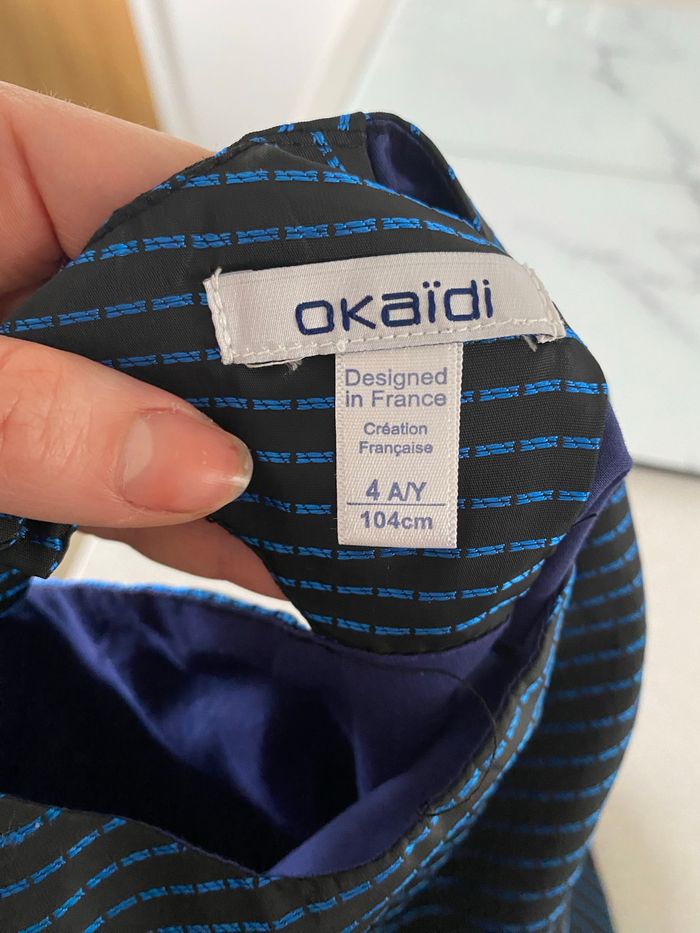 okaïdi
Designed
in France
Création
Française
4 A/Y
104cm